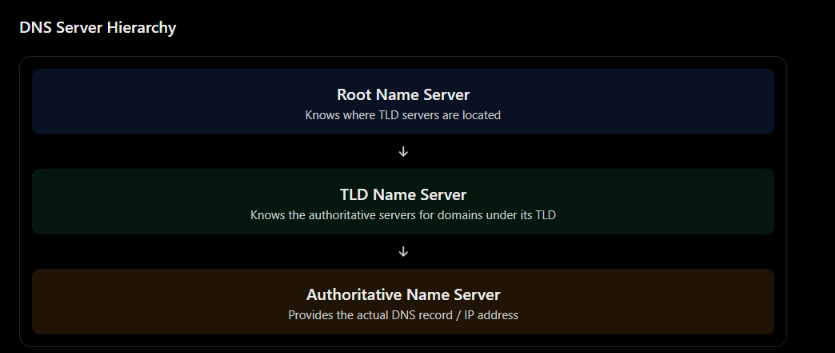 DNS Server Hierarchy
Root Name Server
Knows where TLD servers are located
↓
TLD Name Server
Knows the authoritative servers for domains under its TLD
↓
Authoritative Name Server
Provides the actual DNS record / IP address